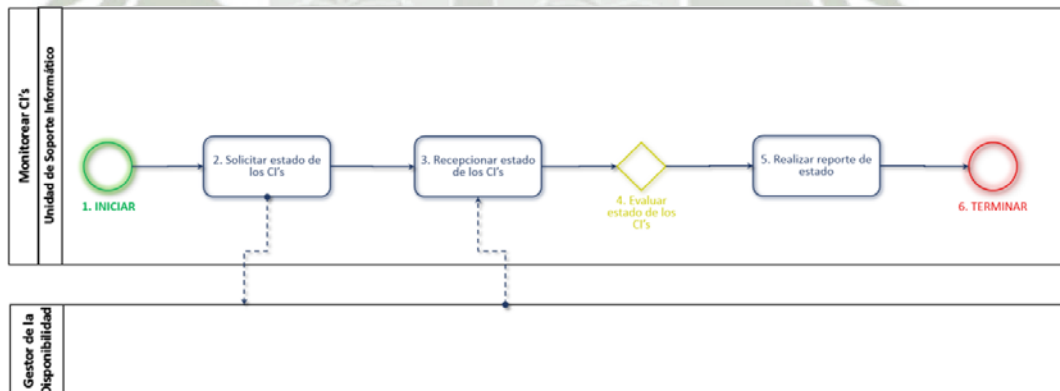 Monitorear CI's
Unidad de Soporte Informático
1. INICIAR
2. Solicitar estado de
los CI's
3. Recepcionar estado
de los CI's
4. Evaluar
estado de los
CI's
5. Realizar reporte de
estado
6. TERMINAR
Gestor de la
Disponibilidad